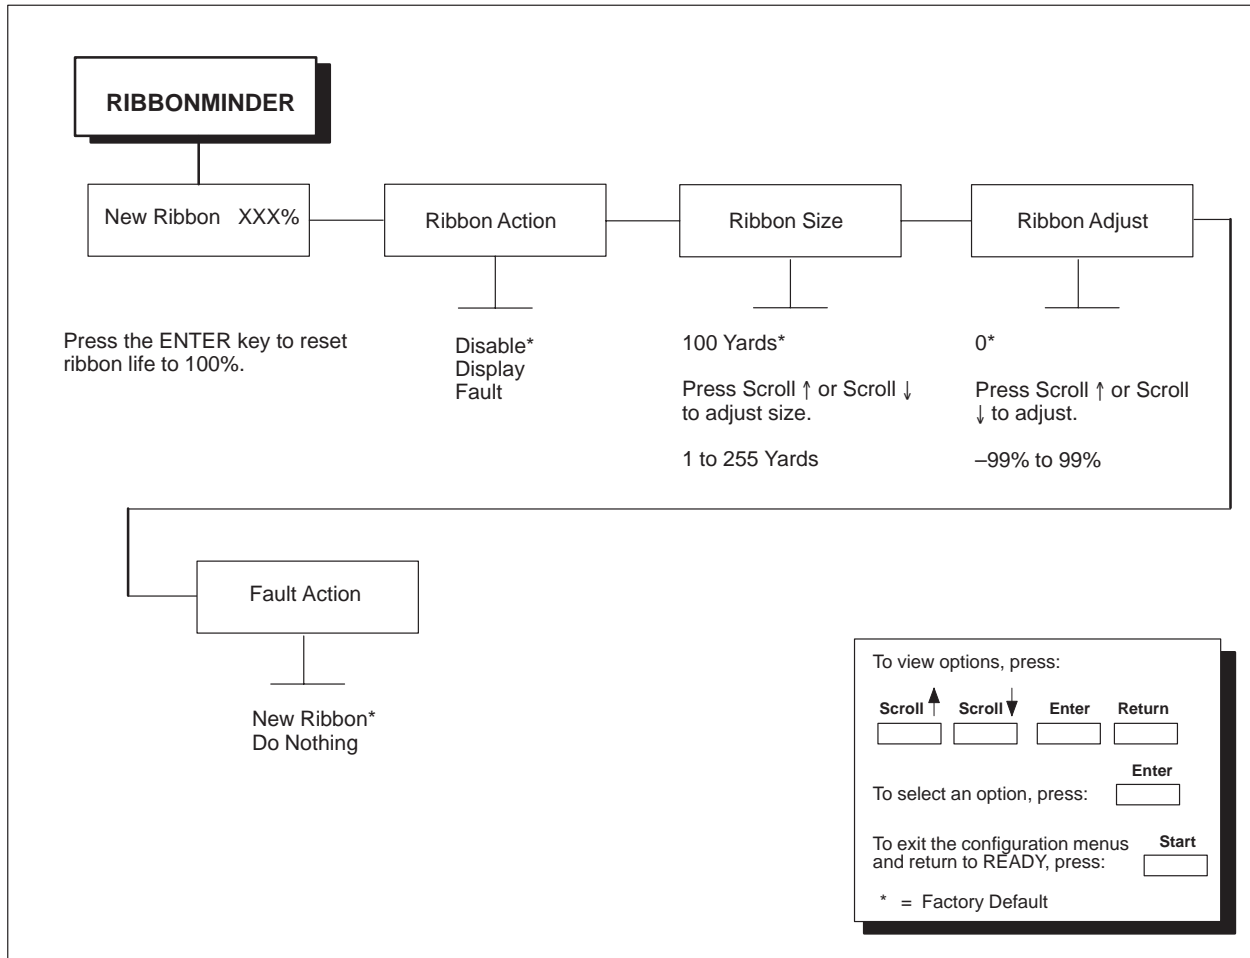 RIBBONMINDER
New Ribbon XXX%
Ribbon Action
Ribbon Size
Ribbon Adjust
Press the ENTER key to reset
ribbon life to 100%.
Disable*
Display
Fault
100 Yards*
Press Scroll ↑ or Scroll ↓
to adjust size.
1 to 255 Yards
0*
Press Scroll ↑ or Scroll
↓ to adjust.
–99% to 99%
Fault Action
New Ribbon*
Do Nothing
To view options, press:
Scroll ↑ Scroll ↓ Enter Return
Enter
To select an option, press:
To exit the configuration menus
and return to READY, press:
Start
* = Factory Default